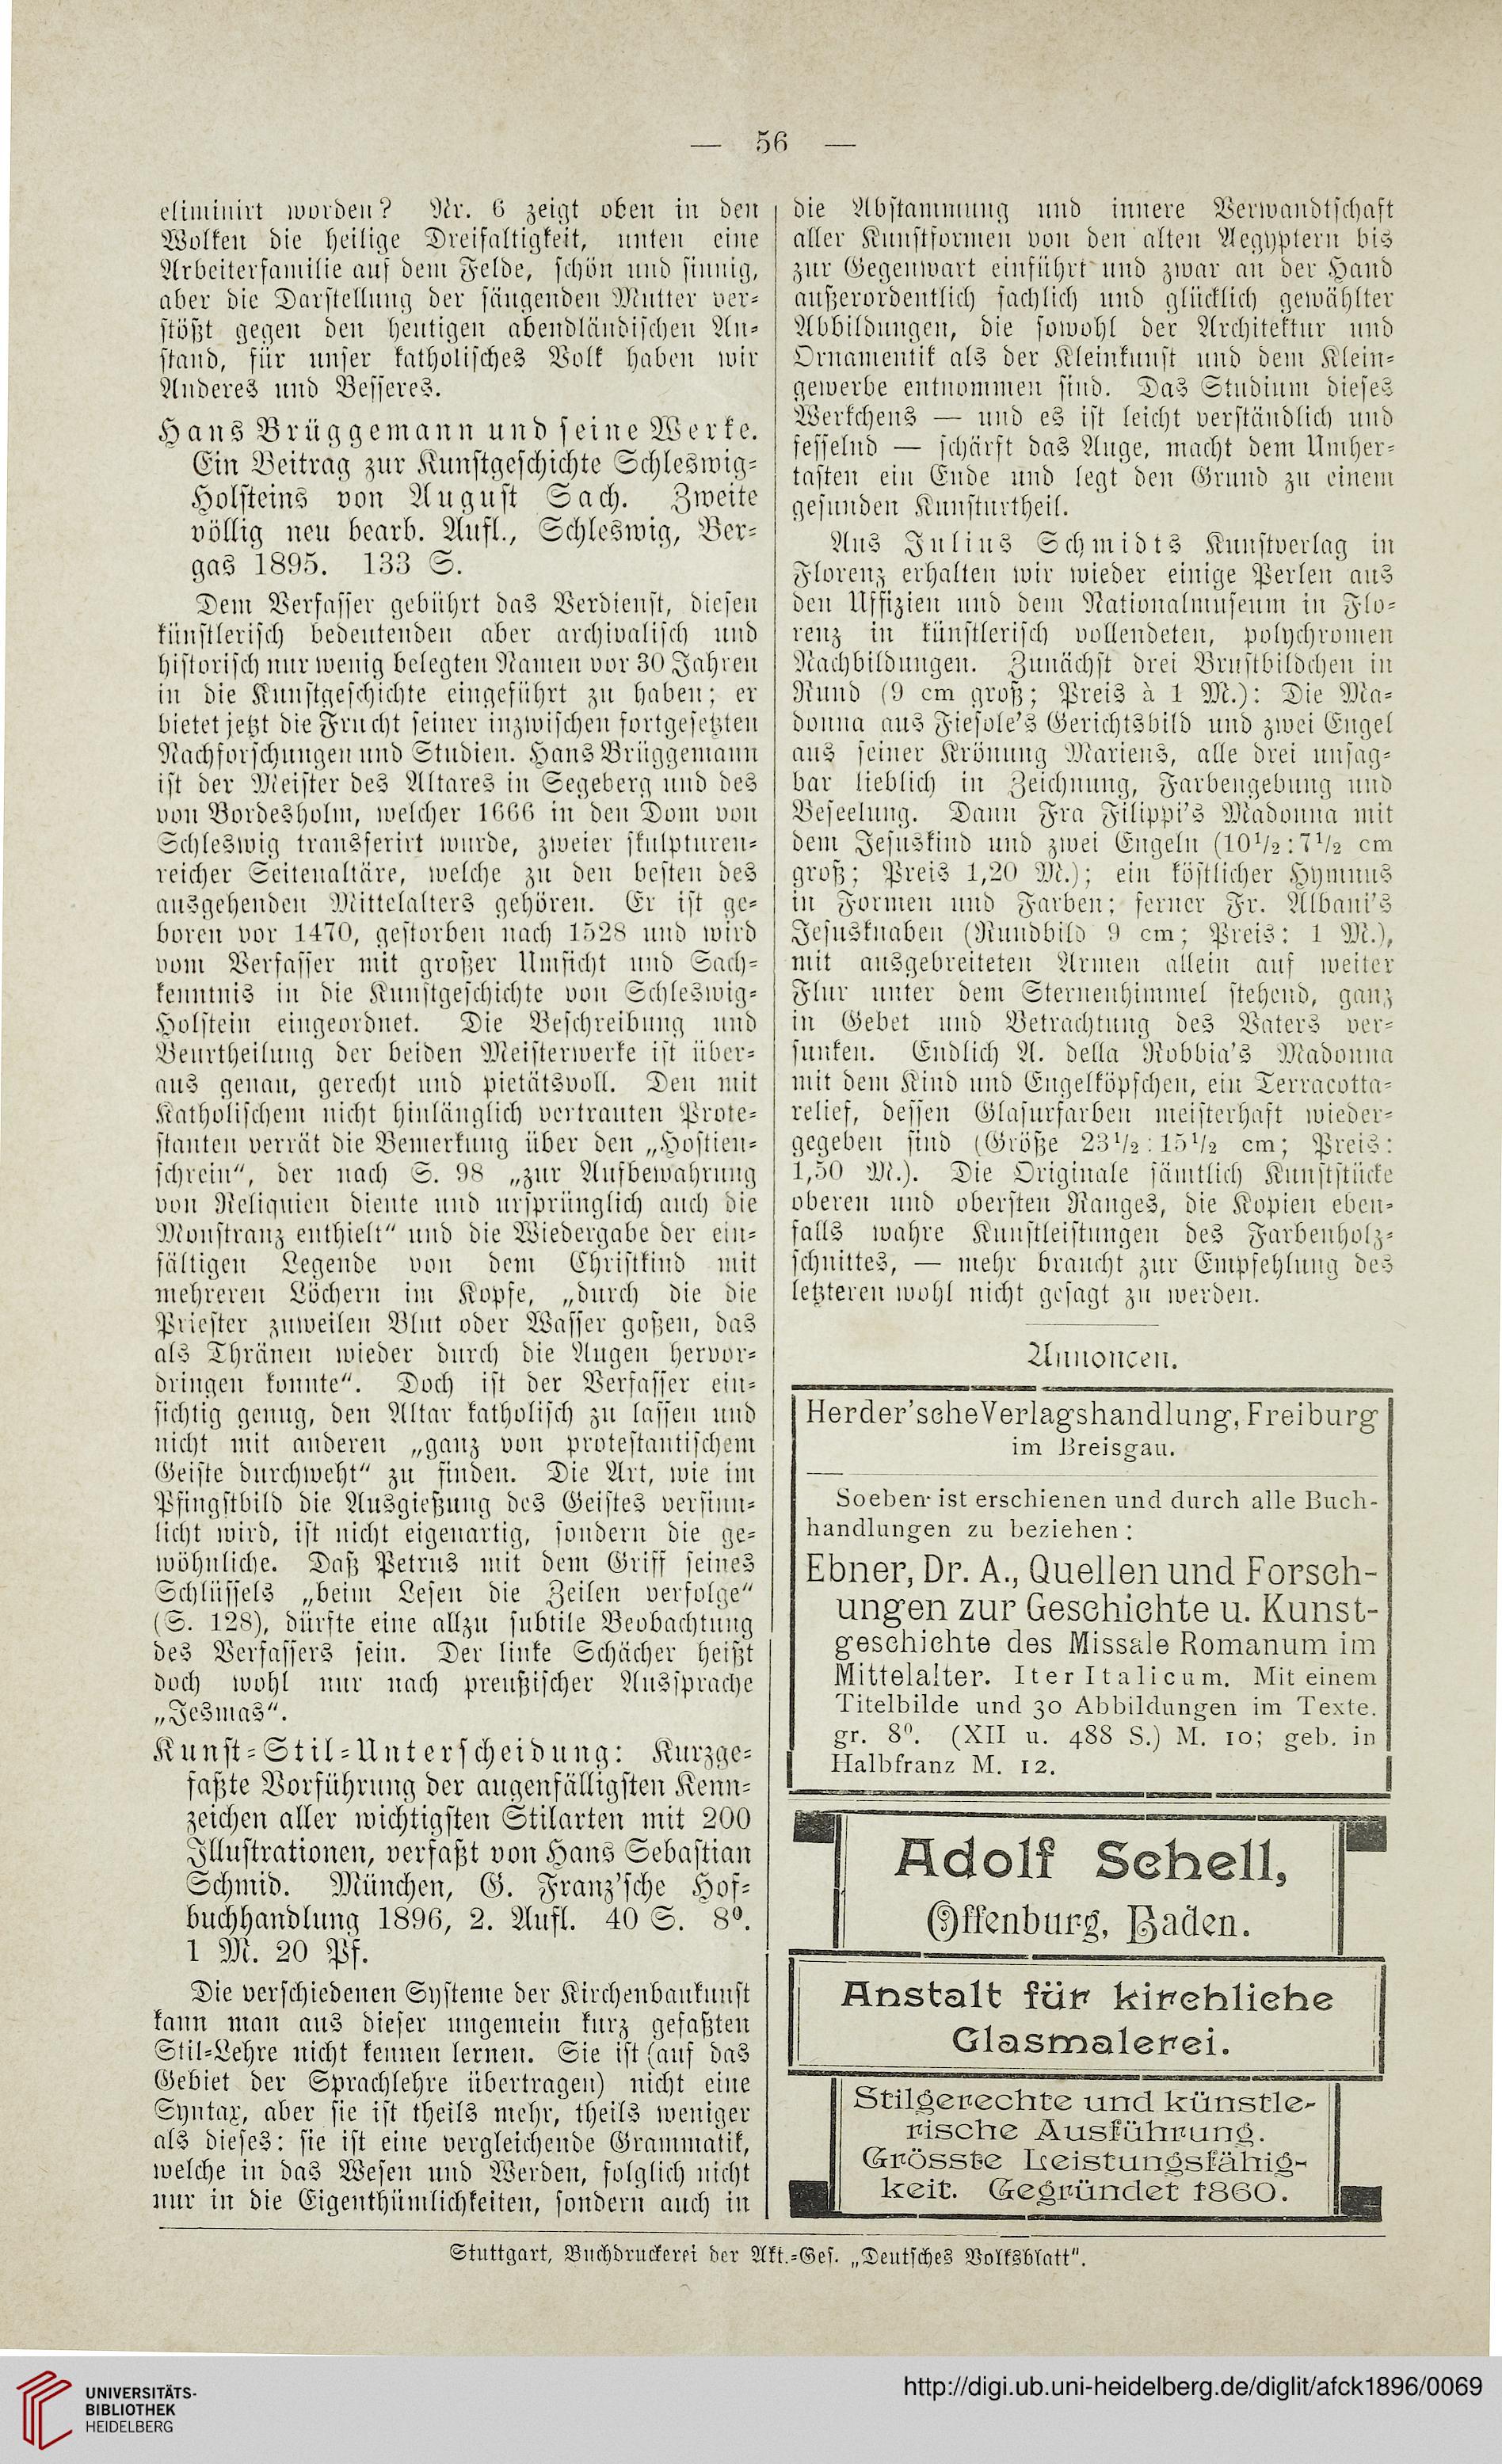 — 56 —
eliminirt worden? Nr. 6 zeigt oben in den
Wolken die heilige Dreifaltigkeit, unten eine
Arbeiterfamilie auf dem Felde, schön und sinnig,
aber die Darstellung der säugenden Mutter ver-
stößt gegen den heutigen abendländischen An-
stand, für unser katholisches Volk haben wir
Anderes und Besseres.
Hans Brüggemann und seine Werke.
Ein Beitrag zur Kunstgeschichte Schleswig-
Holsteins von August Sach. Zweite
völlig neu bearb. Aufl., Schleswig, Ber-
gas 1895. 133 S.
Dem Verfasser gebührt das Verdienst, diesen
künstlerisch bedeutenden aber archivalisch und
historisch nur wenig belegten Namen vor 30 Jahren
in die Kunstgeschichte eingeführt zu haben; er
bietet jetzt die Frucht seiner inzwischen fortgesetzten
Nachforschungen und Studien. Hans Brüggemann
ist der Meister des Altares in Segeberg und des
von Bordesholm, welcher 1666 in den Dom von
Schleswig transferirt wurde, zweier skulpturen-
reicher Seitenaltäre, welche zu den besten des
ausgehenden Mittelalters gehören. Er ist ge-
boren vor 1470, gestorben nach 1528 und wird
vom Verfasser mit großer Umsicht und Sach-
kenntnis in die Kunstgeschichte von Schleswig-
Holstein eingeordnet. Die Beschreibung und
Beurtheilung der beiden Meisterwerke ist über-
aus genau, gerecht und pietätsvoll. Den mit
Katholischem nicht hinlänglich vertrauten Prote-
stanten verrät die Bemerkung über den „Hostien-
schrein“, der nach S. 98 „zur Aufbewahrung
von Reliquien diente und ursprünglich auch die
Monstranz enthielt“ und die Wiedergabe der ein-
fältigen Legende von dem Christkind mit
mehreren Löchern im Kopfe, „durch die die
Priester zuweilen Blut oder Wasser goßen, das
als Thränen wieder durch die Augen hervor-
dringen konnte“. Doch ist der Verfasser ein-
sichtig genug, den Altar katholisch zu lassen und
nicht mit anderen „ganz von protestantischem
Geiste durchweht“ zu finden. Die Art, wie im
Pfingstbild die Ausgießung des Geistes versinn-
licht wird, ist nicht eigenartig, sondern die ge-
wöhnliche. Daß Petrus mit dem Griff seines
Schlüssels „beim Lesen die Zeilen verfolge“
(S. 128), dürfte eine allzu subtile Beobachtung
des Verfassers sein. Der linke Schächer heißt
doch wohl nur nach preußischer Aussprache
„Jesmas“.
Kunst-Stil-Unterscheidung: Kurzge-
faßte Vorführung der augenfälligsten Kenn-
zeichen aller wichtigsten Stilarten mit 200
Illustrationen, verfaßt von Hans Sebastian
Schmid. München, G. Franz'sche Hof-
buchhandlung 1896, 2. Aufl. 40 S. 8⁰.
1 M. 20 Pf.
Die verschiedenen Systeme der Kirchenbaukunst
kann man aus dieser ungemein kurz gefaßten
Stil-Lehre nicht kennen lernen. Sie ist (auf das
Gebiet der Sprachlehre übertragen) nicht eine
Syntax, aber sie ist theils mehr, theils weniger
als dieses: sie ist eine vergleichende Grammatik,
welche in das Wesen und Werden, folglich nicht
nur in die Eigenthümlichkeiten, sondern auch in
die Abstammung und innere Verwandtschaft
aller Kunstformen von den alten Aegyptern bis
zur Gegenwart einführt und zwar an der Hand
außerordentlich sachlich und glücklich gewählter
Abbildungen, die sowohl der Architektur und
Ornamentik als der Kleinkunst und dem Klein-
gewerbe entnommen sind. Das Studium dieses
Werkchens — und es ist leicht verständlich und
fesselnd — schärft das Auge, macht dem Umher-
tasten ein Ende und legt den Grund zu einem
gesunden Kunsturtheil.
Aus Julius Schmidts Kunstverlag in
Florenz erhalten wir wieder einige Perlen aus
den Uffizien und dem Nationalmuseum in Flo-
renz in künstlerisch vollendeten, polychromen
Nachbildungen. Zunächst drei Brustbildchen in
Rund (9 cm groß; Preis à 1 M.): Die Ma-
donna aus Fiesole's Gerichtsbild und zwei Engel
aus seiner Krönung Mariens, alle drei unsag-
bar lieblich in Zeichnung, Farbengebung und
Beseelung. Dann Fra Filippi's Madonna mit
dem Jesuskind und zwei Engeln (10½:7½ cm
groß; Preis 1,20 M.); ein köstlicher Hymnus
in Formen und Farben; ferner Fr. Albani's
Jesusknaben (Rundbild 9 cm; Preis: 1 M.),
mit ausgebreiteten Armen allein auf weiter
Flur unter dem Sternenhimmel stehend, ganz
in Gebet und Betrachtung des Vaters ver-
sunken. Endlich A. della Robbia's Madonna
mit dem Kind und Engelköpfchen, ein Terracotta-
relief, dessen Glasurfarben meisterhaft wieder-
gegeben sind (Größe 23½:15½ cm; Preis:
1,50 M.). Die Originale sämtlich Kunststücke
oberen und obersten Ranges, die Kopien eben-
falls wahre Kunstleistungen des Farbenholz-
schnittes, — mehr braucht zur Empfehlung des
letzteren wohl nicht gesagt zu werden.
Annoncen.
Herder'sche Verlagshandlung, Freiburg
im Breisgau.
Soeben ist erschienen und durch alle Buch-
handlungen zu beziehen:
Ebner, Dr. A., Quellen und Forsch-
ungen zur Geschichte u. Kunst-
geschichte des Missale Romanum im
Mittelalter. Iter Italicum. Mit einem
Titelbilde und 30 Abbildungen im Texte.
gr. 8⁰. (XII u. 488 S.) M. 10; geb. in
Halbfranz M. 12.
Adolf Schell,
Offenburg, Baden.
Anstalt für kirchliche
Glasmalerei.
Stilgerechte und künstle-
rische Ausführung.
Grösste Leistungsfähig-
keit. Gegründet 1860.
Stuttgart, Buchdruckerei der Akt.-Ges. „Deutsches Volksblatt“.
UNIVERSITÄTS-
BIBLIOTHEK
HEIDELBERG
http://digi.ub.uni-heidelberg.de/diglit/afck1896/0069